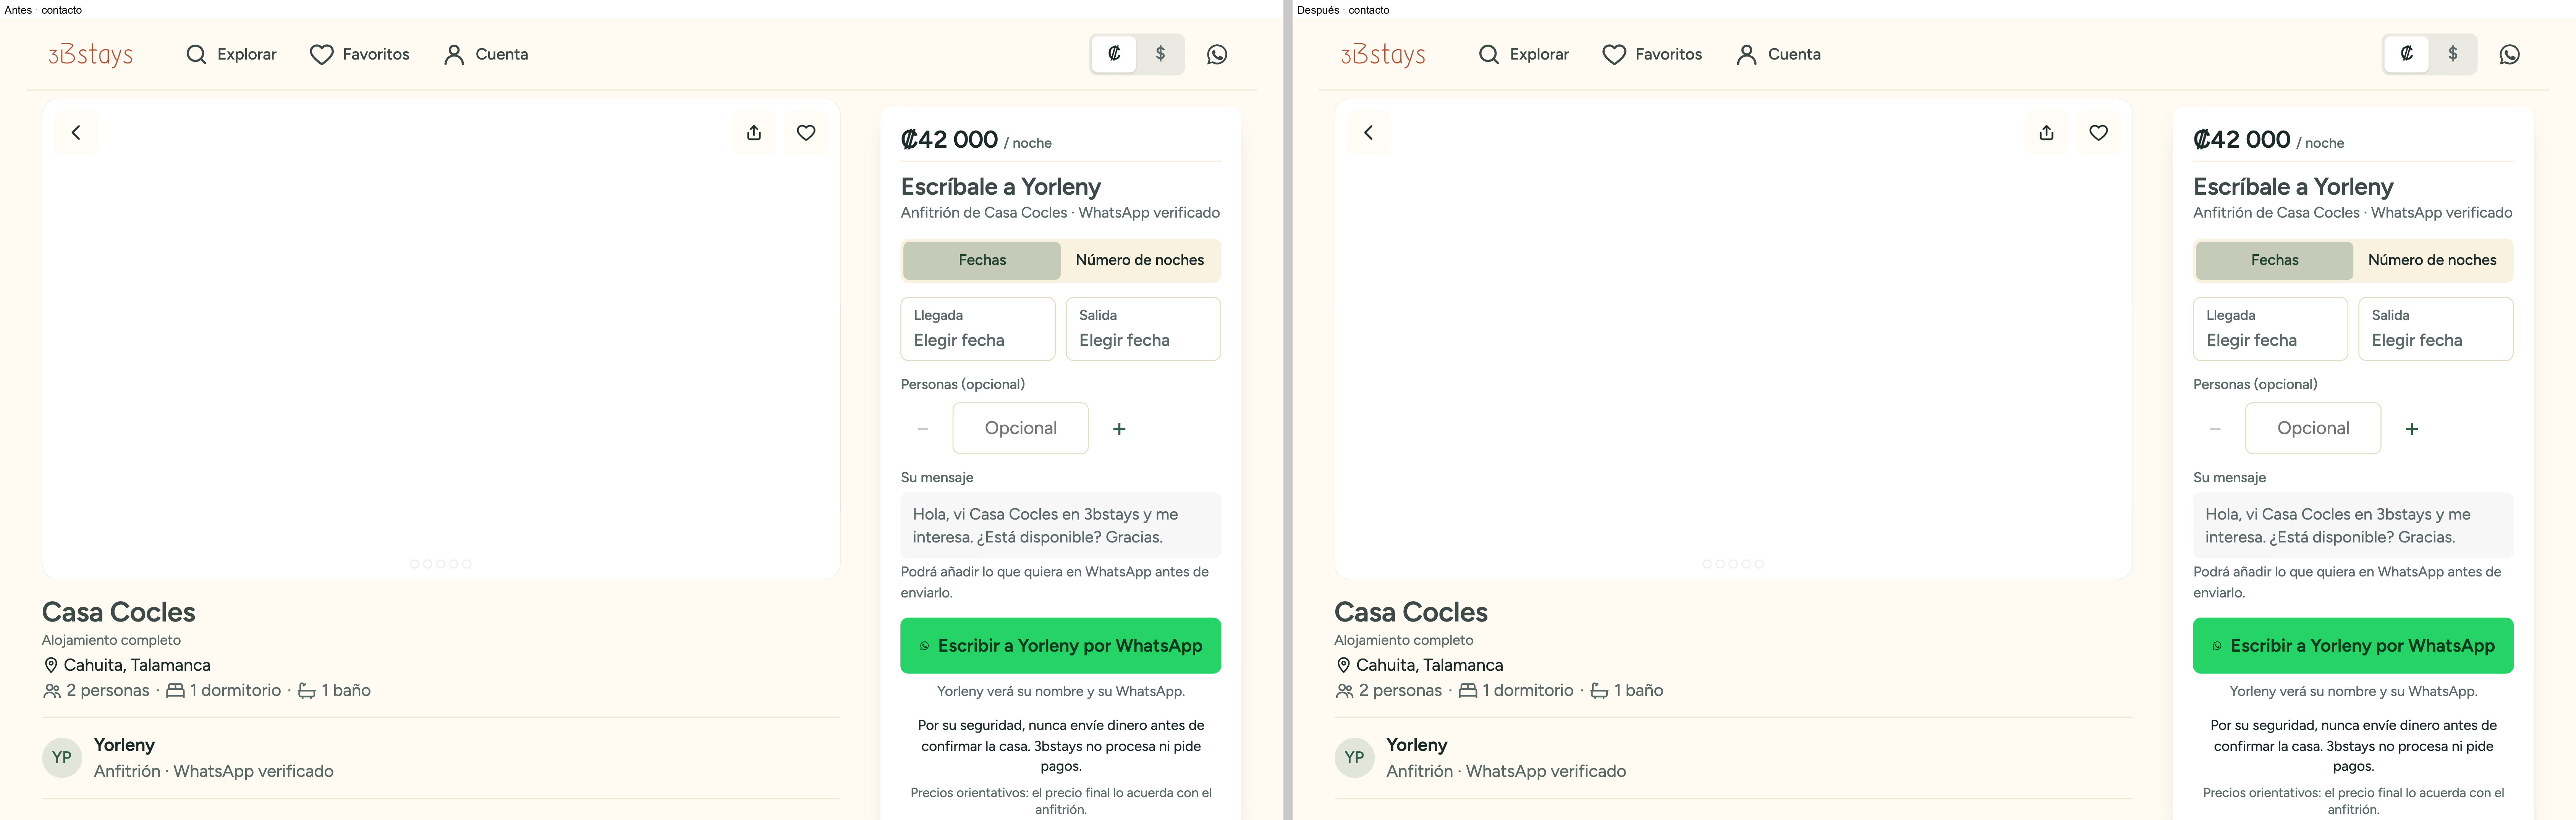 Antes · contacto
3Bstays
Explorar
Favoritos
Cuenta
₡
$
₡42 000 / noche
Escríbale a Yorleny
Anfitrión de Casa Cocles · WhatsApp verificado
Fechas
Número de noches
Llegada
Elegir fecha
Salida
Elegir fecha
Personas (opcional)
−
Opcional
+
Su mensaje
Hola, vi Casa Cocles en 3bstays y me
interesa. ¿Está disponible? Gracias.
Podrá añadir lo que quiera en WhatsApp antes de
enviarlo.
Escribir a Yorleny por WhatsApp
Yorleny verá su nombre y su WhatsApp.
Por su seguridad, nunca envíe dinero antes de
confirmar la casa. 3bstays no procesa ni pide
pagos.
Precios orientativos: el precio final lo acuerda con el
anfitrión.
Casa Cocles
Alojamiento completo
Cahuita, Talamanca
2 personas · 1 dormitorio · 1 baño
YP
Yorleny
Anfitrión · WhatsApp verificado
Después · contacto
3Bstays
Explorar
Favoritos
Cuenta
₡
$
₡42 000 / noche
Escríbale a Yorleny
Anfitrión de Casa Cocles · WhatsApp verificado
Fechas
Número de noches
Llegada
Elegir fecha
Salida
Elegir fecha
Personas (opcional)
−
Opcional
+
Su mensaje
Hola, vi Casa Cocles en 3bstays y me
interesa. ¿Está disponible? Gracias.
Podrá añadir lo que quiera en WhatsApp antes de
enviarlo.
Escribir a Yorleny por WhatsApp
Yorleny verá su nombre y su WhatsApp.
Por su seguridad, nunca envíe dinero antes de
confirmar la casa. 3bstays no procesa ni pide
pagos.
Precios orientativos: el precio final lo acuerda con el
anfitrión.
Casa Cocles
Alojamiento completo
Cahuita, Talamanca
2 personas · 1 dormitorio · 1 baño
YP
Yorleny
Anfitrión · WhatsApp verificado